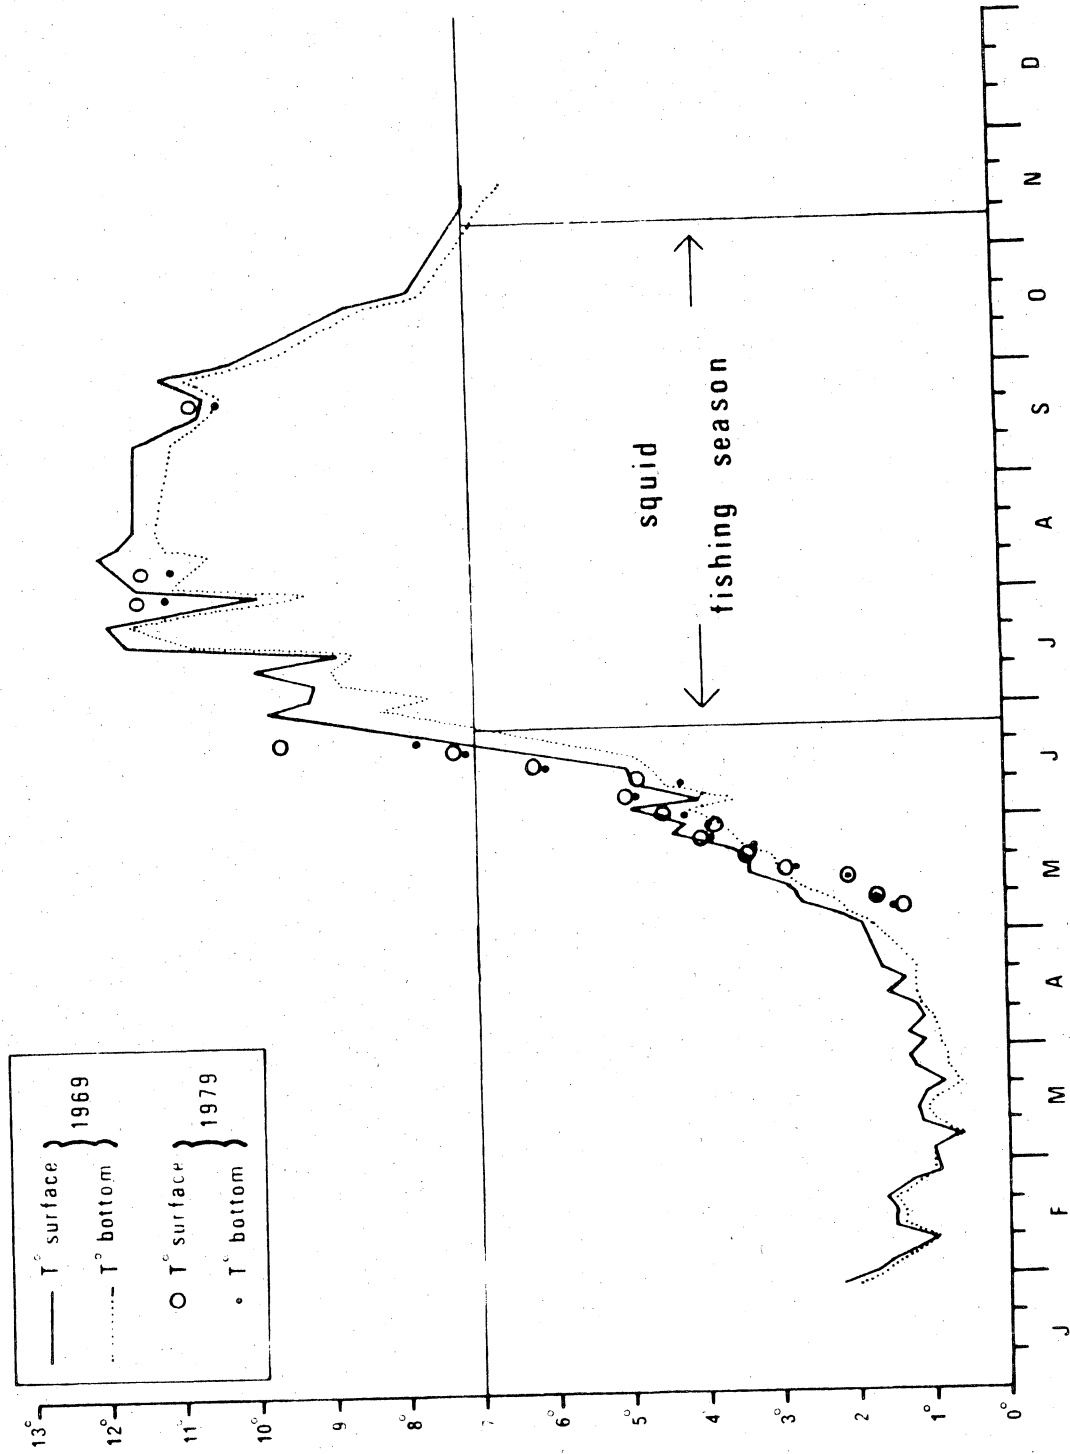 T° surface
T° bottom
1969
T° surface
T° bottom
1979
13°
12°
11°
10°
9
8°
7°
6°
5°
4°
3°
2°
1°
0°
squid
fishing season
J F M A M J J A S O N D